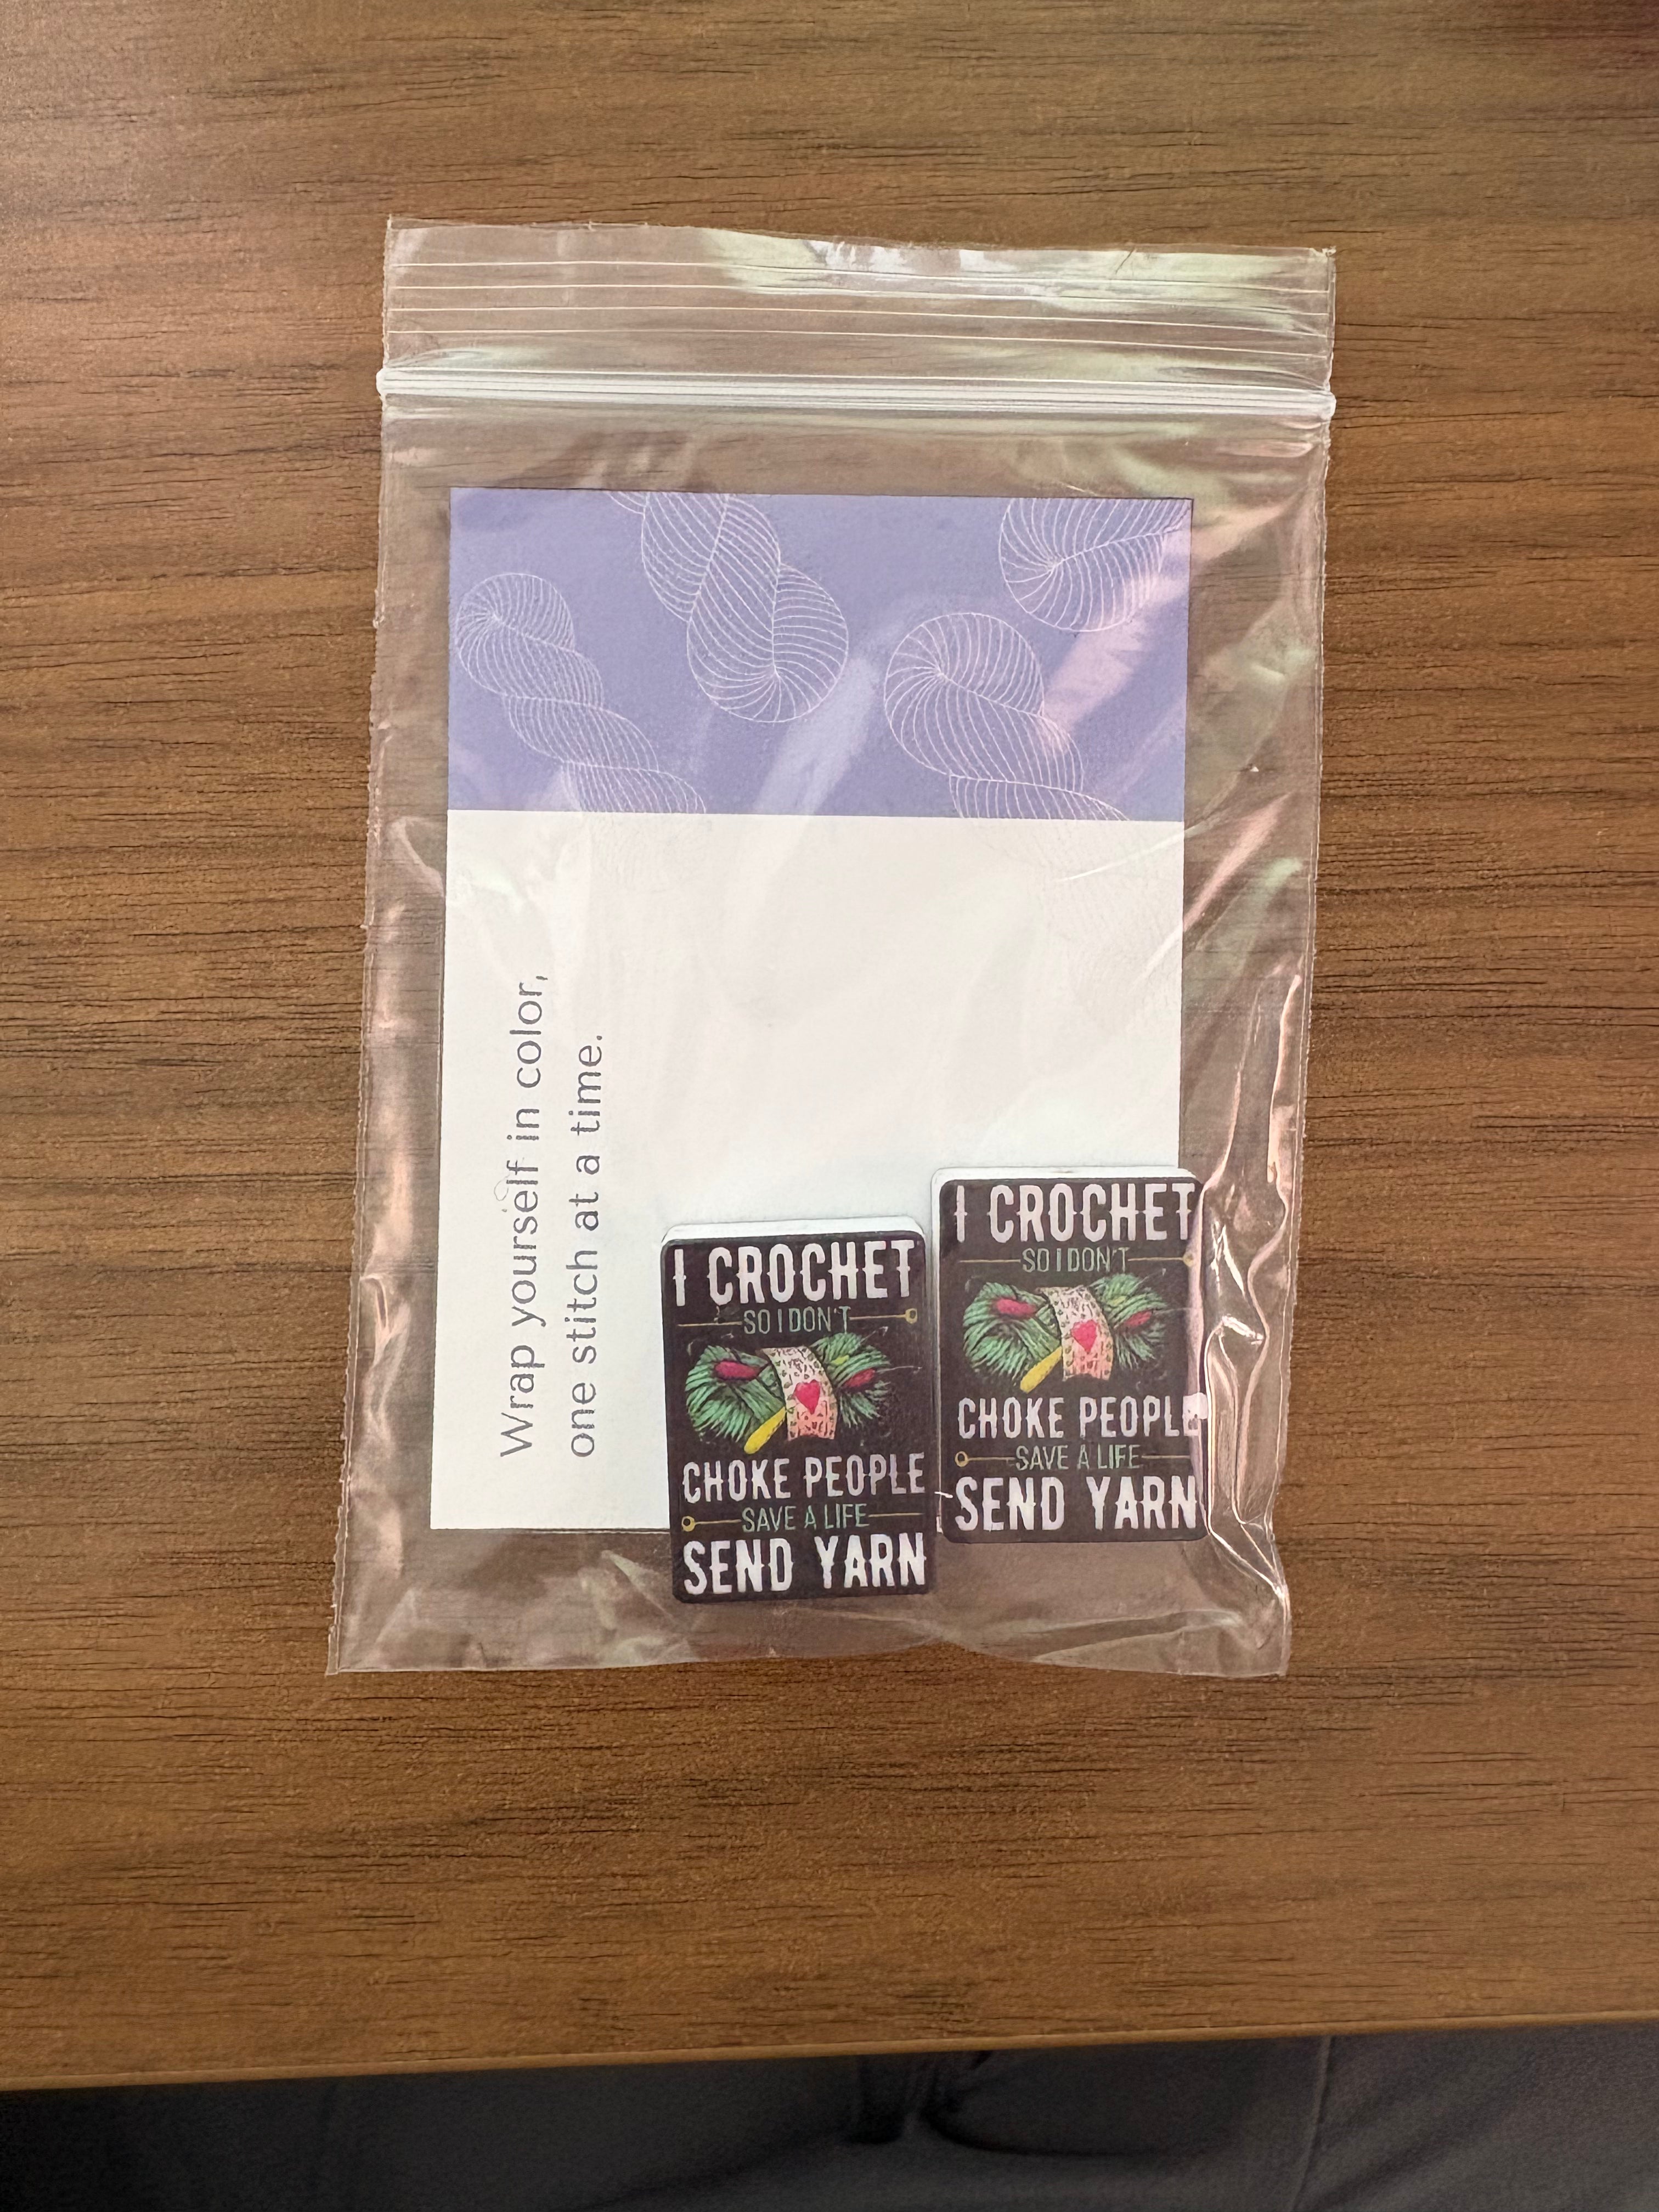 Wrap yourself in color,
one stitch at a time.
I CROCHET
SO I DON'T
CHOKE PEOPLE
SAVE A LIFE
SEND YARN
I CROCHET
SO I DON'T
CHOKE PEOPLE
SAVE A LIFE
SEND YARN